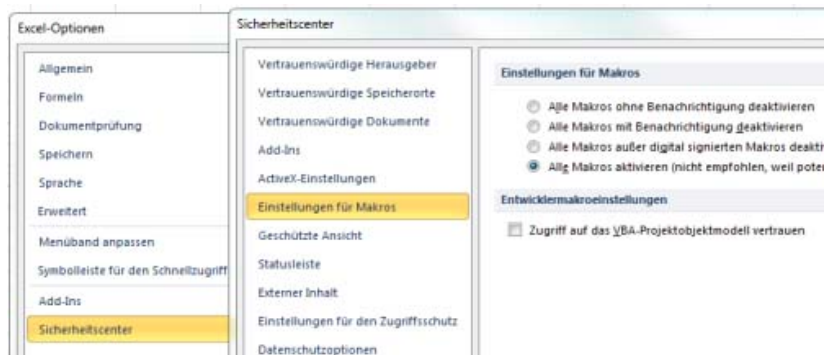 Excel-Optionen
Allgemein
Formeln
Dokumentprüfung
Speichern
Sprache
Erweitert
Menüband anpassen
Symbolleiste für den Schnellzugriff
Add-Ins
Sicherheitscenter
Sicherheitscenter
Vertrauenswürdige Herausgeber
Vertrauenswürdige Speicherorte
Vertrauenswürdige Dokumente
Add-Ins
ActiveX-Einstellungen
Einstellungen für Makros
Geschützte Ansicht
Statusleiste
Externer Inhalt
Einstellungen für den Zugriffsschutz
Datenschutzoptionen
Einstellungen für Makros
Alle Makros ohne Benachrichtigung deaktivieren
Alle Makros mit Benachrichtigung deaktivieren
Alle Makros außer digital signierten Makros deakti
Alle Makros aktivieren (nicht empfohlen, weil poter
Entwicklermakroeinstellungen
Zugriff auf das VBA-Projektobjektmodell vertrauen